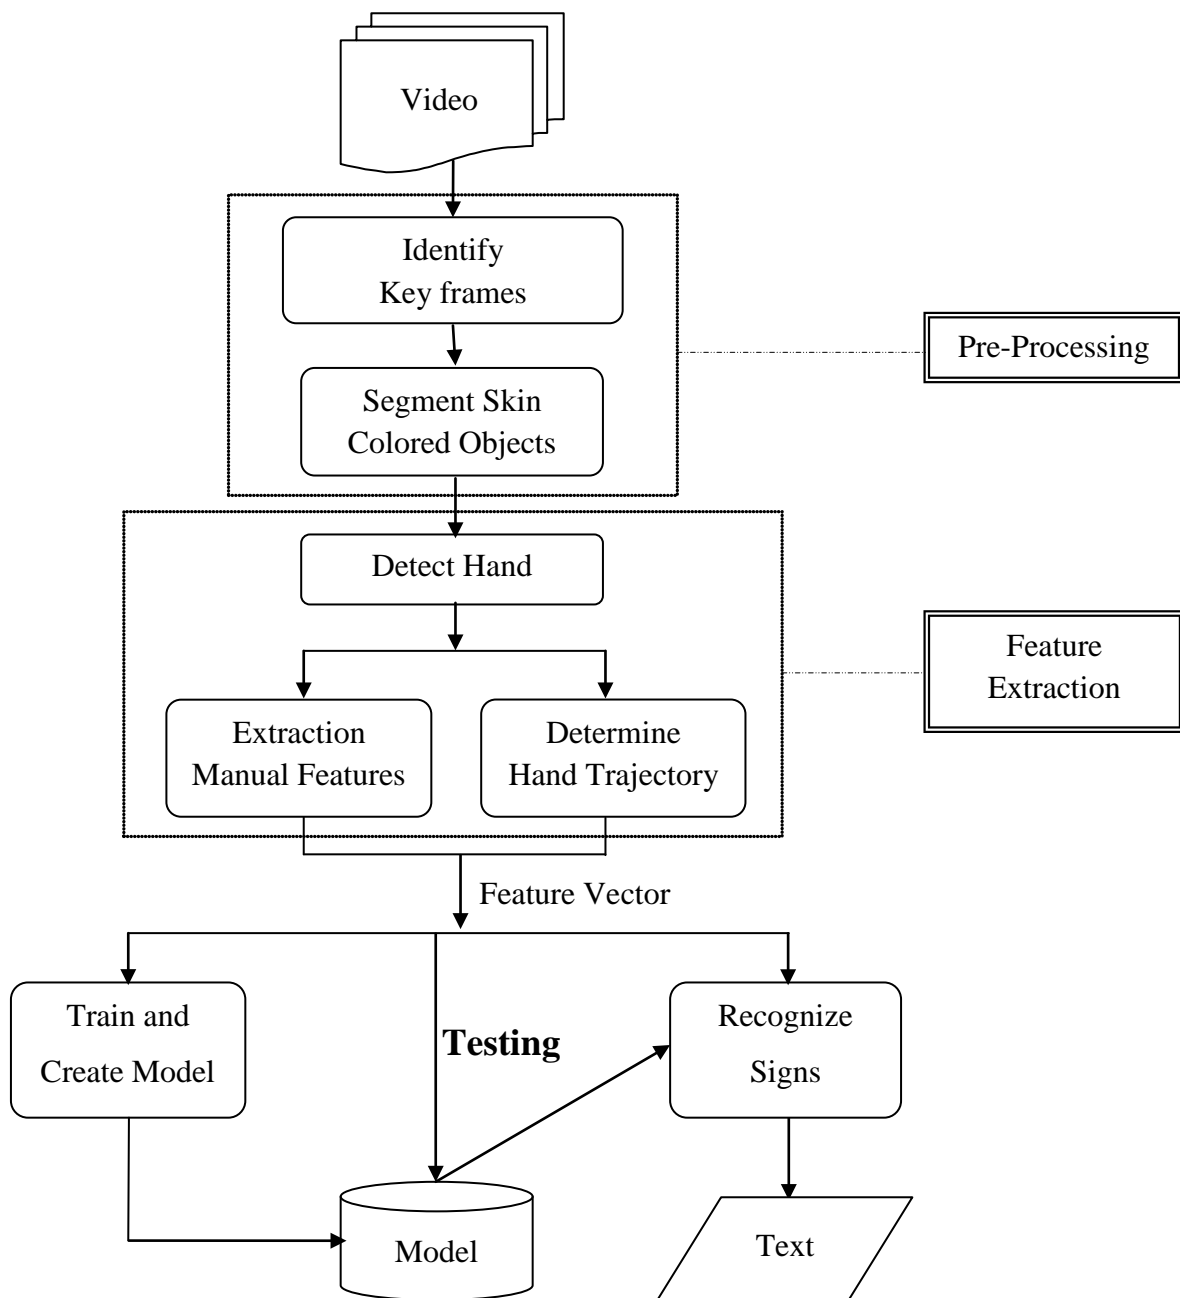 Video
Identify
Key frames
Pre-Processing
Segment Skin
Colored Objects
Detect Hand
Feature
Extraction
Extraction
Manual Features
Determine
Hand Trajectory
Feature Vector
Train and
Create Model
Testing
Recognize
Signs
Model
Text